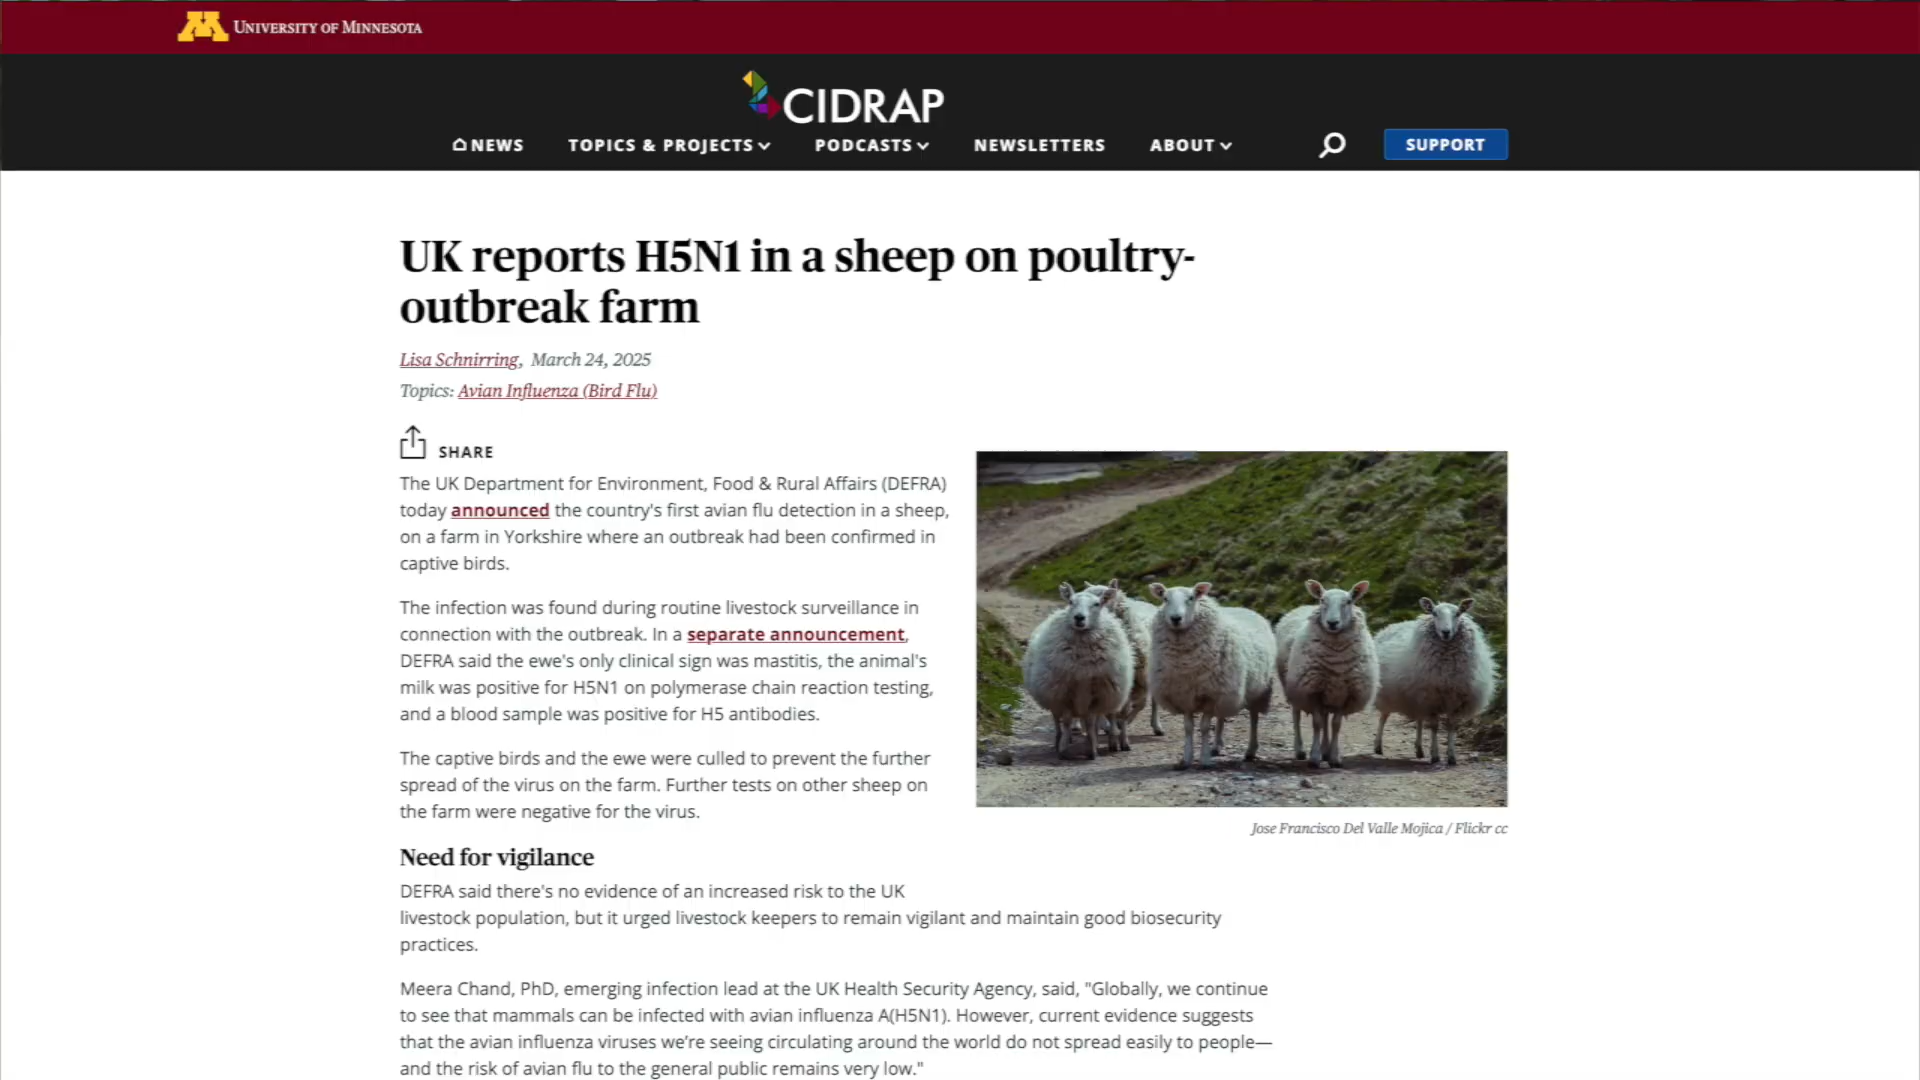 UNIVERSITY OF MINNESOTA
CIDRAP
NEWS TOPICS & PROJECTS PODCASTS NEWSLETTERS ABOUT SUPPORT
UK reports H5N1 in a sheep on poultry-
outbreak farm
Lisa Schnirring, March 24, 2025
Topics: Avian Influenza (Bird Flu)
SHARE
The UK Department for Environment, Food & Rural Affairs (DEFRA)
today announced the country's first avian flu detection in a sheep,
on a farm in Yorkshire where an outbreak had been confirmed in
captive birds.
The infection was found during routine livestock surveillance in
connection with the outbreak. In a separate announcement,
DEFRA said the ewe's only clinical sign was mastitis, the animal's
milk was positive for H5N1 on polymerase chain reaction testing,
and a blood sample was positive for H5 antibodies.
The captive birds and the ewe were culled to prevent the further
spread of the virus on the farm. Further tests on other sheep on
the farm were negative for the virus.
Jose Francisco Del Valle Mojica / Flickr cc
Need for vigilance
DEFRA said there's no evidence of an increased risk to the UK
livestock population, but it urged livestock keepers to remain vigilant and maintain good biosecurity
practices.
Meera Chand, PhD, emerging infection lead at the UK Health Security Agency, said, "Globally, we continue
to see that mammals can be infected with avian influenza A(H5N1). However, current evidence suggests
that the avian influenza viruses we're seeing circulating around the world do not spread easily to people—
and the risk of avian flu to the general public remains very low."